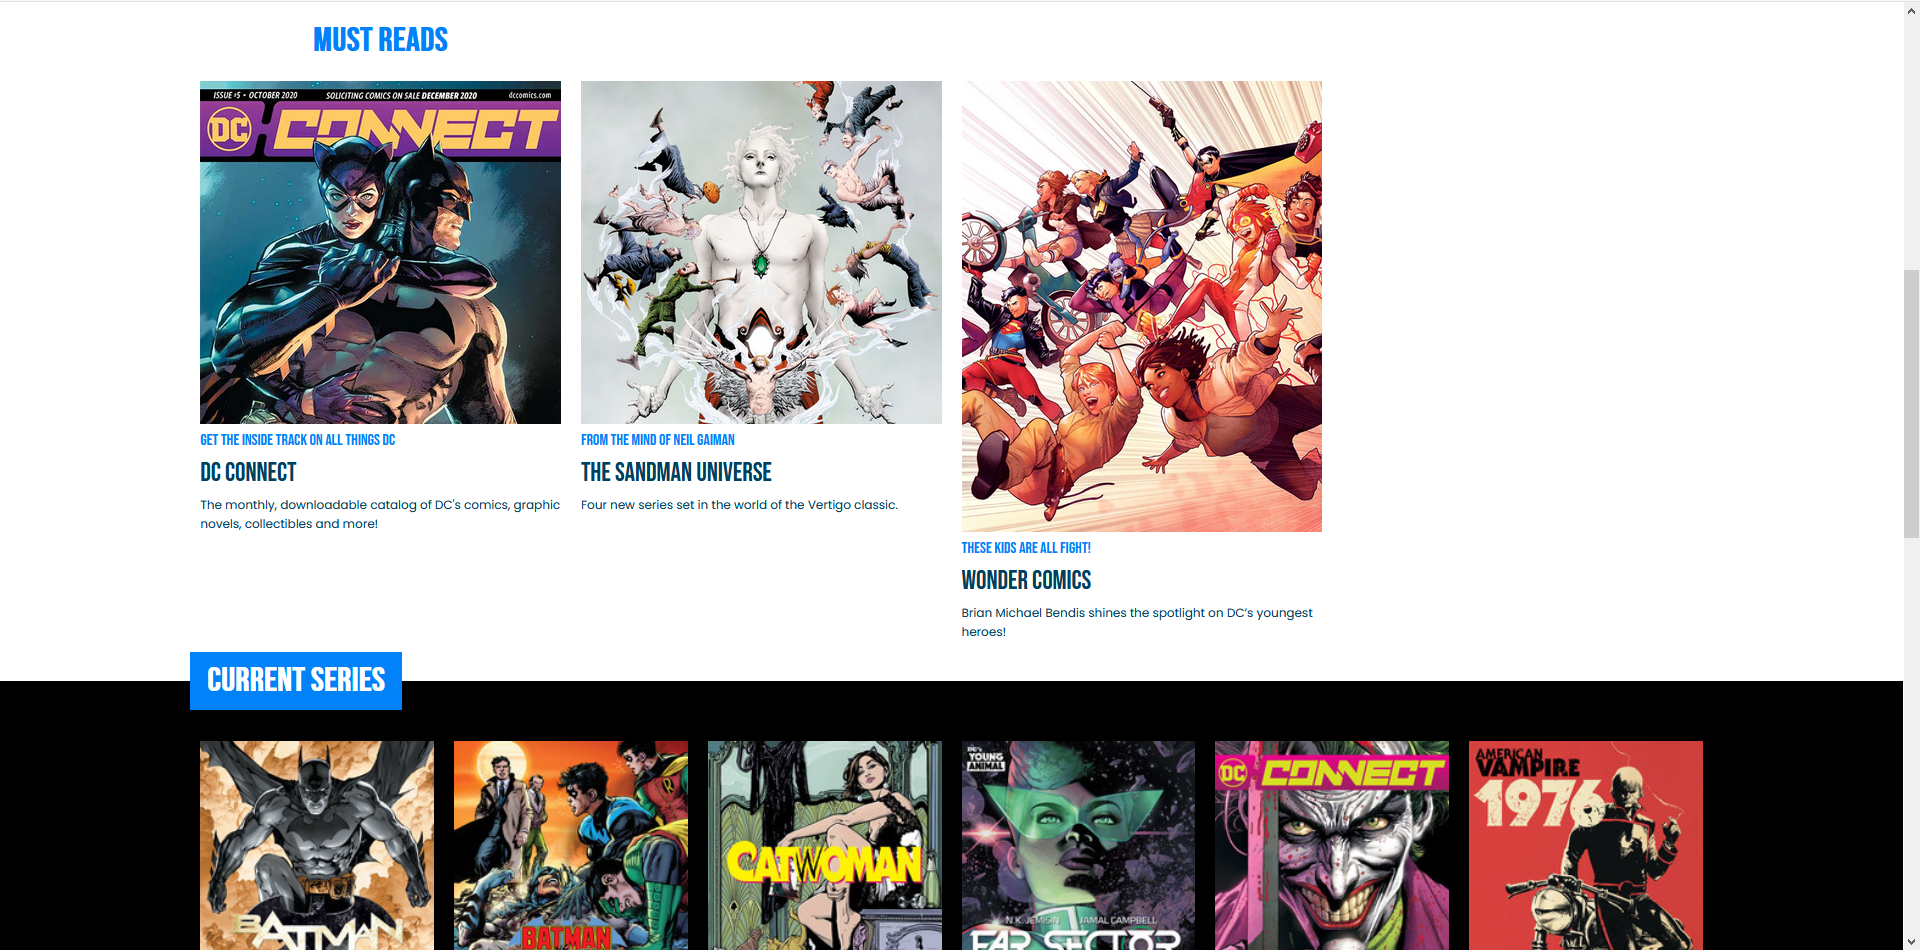 MUST READS
ISSUE #5 • OCTOBER 2020 SOLICITING COMICS ON SALE DECEMBER 2020 dccomics.com
DC CONNECT
GET THE INSIDE TRACK ON ALL THINGS DC
DC CONNECT
The monthly, downloadable catalog of DC's comics, graphic
novels, collectibles and more!
FROM THE MIND OF NEIL GAIMAN
THE SANDMAN UNIVERSE
Four new series set in the world of the Vertigo classic.
THESE KIDS ARE ALL FIGHT!
WONDER COMICS
Brian Michael Bendis shines the spotlight on DC's youngest
heroes!
CURRENT SERIES
BATMAN
BATMAN
CATWOMAN
DC's
YOUNG
ANIMAL
N.K. JEMISIN JAMAL CAMPBELL
FAR SECTOR
DC CONNECT
AMERICAN
VAMPIRE
1976